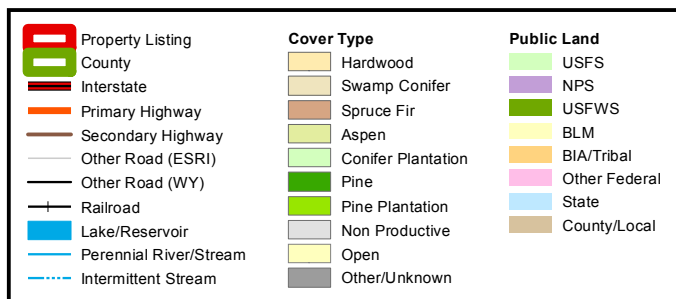 Property Listing
County
Interstate
Primary Highway
Secondary Highway
Other Road (ESRI)
Other Road (WY)
Railroad
Lake/Reservoir
Perennial River/Stream
Intermittent Stream
Cover Type
Hardwood
Swamp Conifer
Spruce Fir
Aspen
Conifer Plantation
Pine
Pine Plantation
Non Productive
Open
Other/Unknown
Public Land
USFS
NPS
USFWS
BLM
BIA/Tribal
Other Federal
State
County/Local